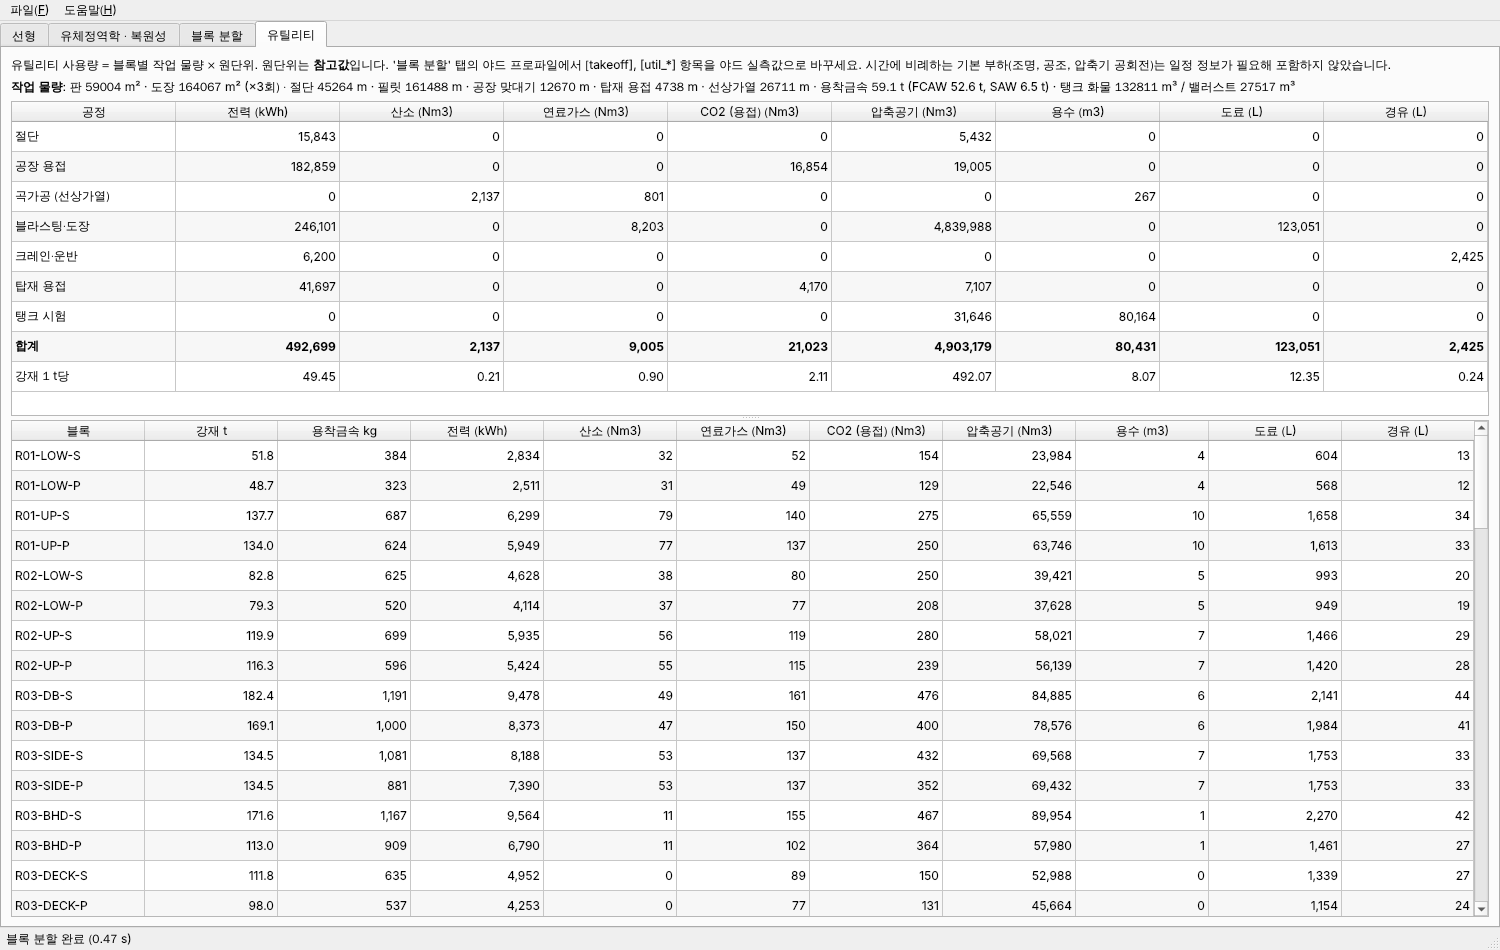 파일(F) 도움말(H)
선형 유체정역학 · 복원성 블록 분할 유틸리티
유틸리티 사용량 = 블록별 작업 물량 × 원단위. 원단위는 참고값입니다. '블록 분할' 탭의 야드 프로파일에서 [takeoff], [util_*] 항목을 야드 실측값으로 바꾸세요. 시간에 비례하는 기본 부하(조명, 공조, 압축기 공회전)는 일정 정보가 필요해 포함하지 않았습니다.
작업 물량: 판 59004 m² · 도장 164067 m² (×3회) · 절단 45264 m · 필릿 161488 m · 공장 맞대기 12670 m · 탑재 용접 4738 m · 선상가열 26711 m · 용착금속 59.1 t (FCAW 52.6 t, SAW 6.5 t) · 탱크 화물 132811 m³ / 밸러스트 27517 m³
공정 전력 (kWh) 산소 (Nm3) 연료가스 (Nm3) CO2 (용접) (Nm3) 압축공기 (Nm3) 용수 (m3) 도료 (L) 경유 (L)
절단 15,843 0 0 0 5,432 0 0 0
공장 용접 182,859 0 0 16,854 19,005 0 0 0
곡가공 (선상가열) 0 2,137 801 0 0 267 0 0
블라스팅·도장 246,101 0 8,203 0 4,839,988 0 123,051 0
크레인·운반 6,200 0 0 0 0 0 0 2,425
탑재 용접 41,697 0 0 4,170 7,107 0 0 0
탱크 시험 0 0 0 0 31,646 80,164 0 0
합계 492,699 2,137 9,005 21,023 4,903,179 80,431 123,051 2,425
강재 1 t당 49.45 0.21 0.90 2.11 492.07 8.07 12.35 0.24
블록 강재 t 용착금속 kg 전력 (kWh) 산소 (Nm3) 연료가스 (Nm3) CO2 (용접) (Nm3) 압축공기 (Nm3) 용수 (m3) 도료 (L) 경유 (L)
R01-LOW-S 51.8 384 2,834 32 52 154 23,984 4 604 13
R01-LOW-P 48.7 323 2,511 31 49 129 22,546 4 568 12
R01-UP-S 137.7 687 6,299 79 140 275 65,559 10 1,658 34
R01-UP-P 134.0 624 5,949 77 137 250 63,746 10 1,613 33
R02-LOW-S 82.8 625 4,628 38 80 250 39,421 5 993 20
R02-LOW-P 79.3 520 4,114 37 77 208 37,628 5 949 19
R02-UP-S 119.9 699 5,935 56 119 280 58,021 7 1,466 29
R02-UP-P 116.3 596 5,424 55 115 239 56,139 7 1,420 28
R03-DB-S 182.4 1,191 9,478 49 161 476 84,885 6 2,141 44
R03-DB-P 169.1 1,000 8,373 47 150 400 78,576 6 1,984 41
R03-SIDE-S 134.5 1,081 8,188 53 137 432 69,568 7 1,753 33
R03-SIDE-P 134.5 881 7,390 53 137 352 69,432 7 1,753 33
R03-BHD-S 171.6 1,167 9,564 11 155 467 89,954 1 2,270 42
R03-BHD-P 113.0 909 6,790 11 102 364 57,980 1 1,461 27
R03-DECK-S 111.8 635 4,952 0 89 150 52,988 0 1,339 27
R03-DECK-P 98.0 537 4,253 0 77 131 45,664 0 1,154 24
블록 분할 완료 (0.47 s)